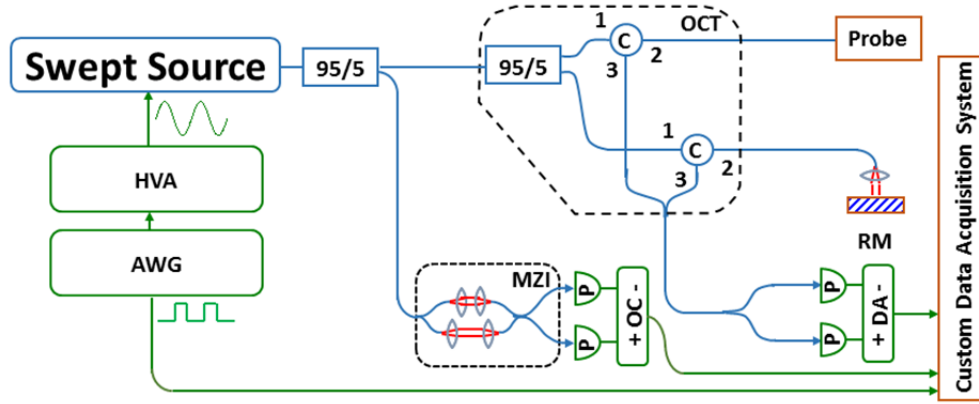 1 OCT
C
Probe
Swept Source
95/5
95/5
2
3
1
C
2
3
HVA
RM
AWG
MZI
P
P
+ OC -
P
P
+ DA -
Custom Data Acquisition System